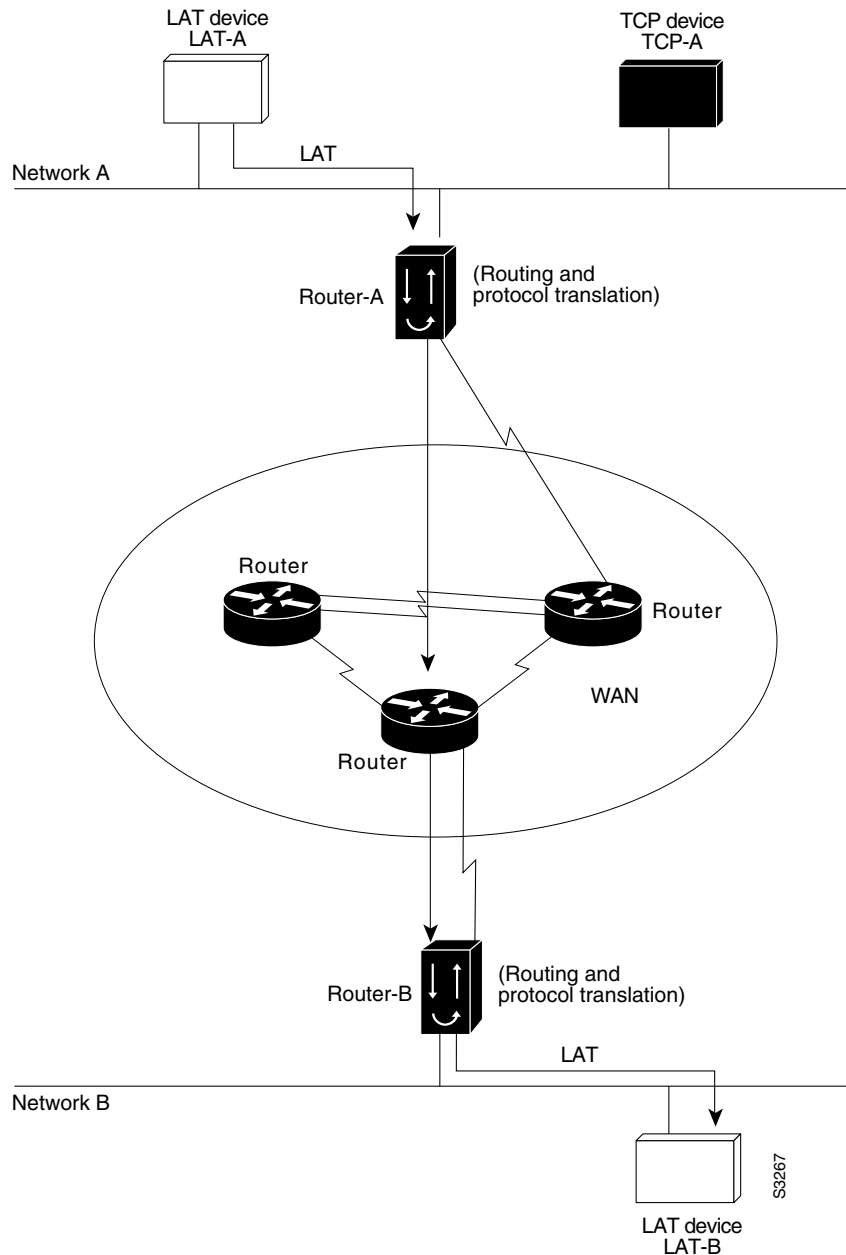 LAT device
LAT-A
TCP device
TCP-A
LAT
Network A
Router-A
(Routing and
protocol translation)
Router
Router
WAN
Router
Router-B
(Routing and
protocol translation)
LAT
Network B
S3267
LAT device
LAT-B